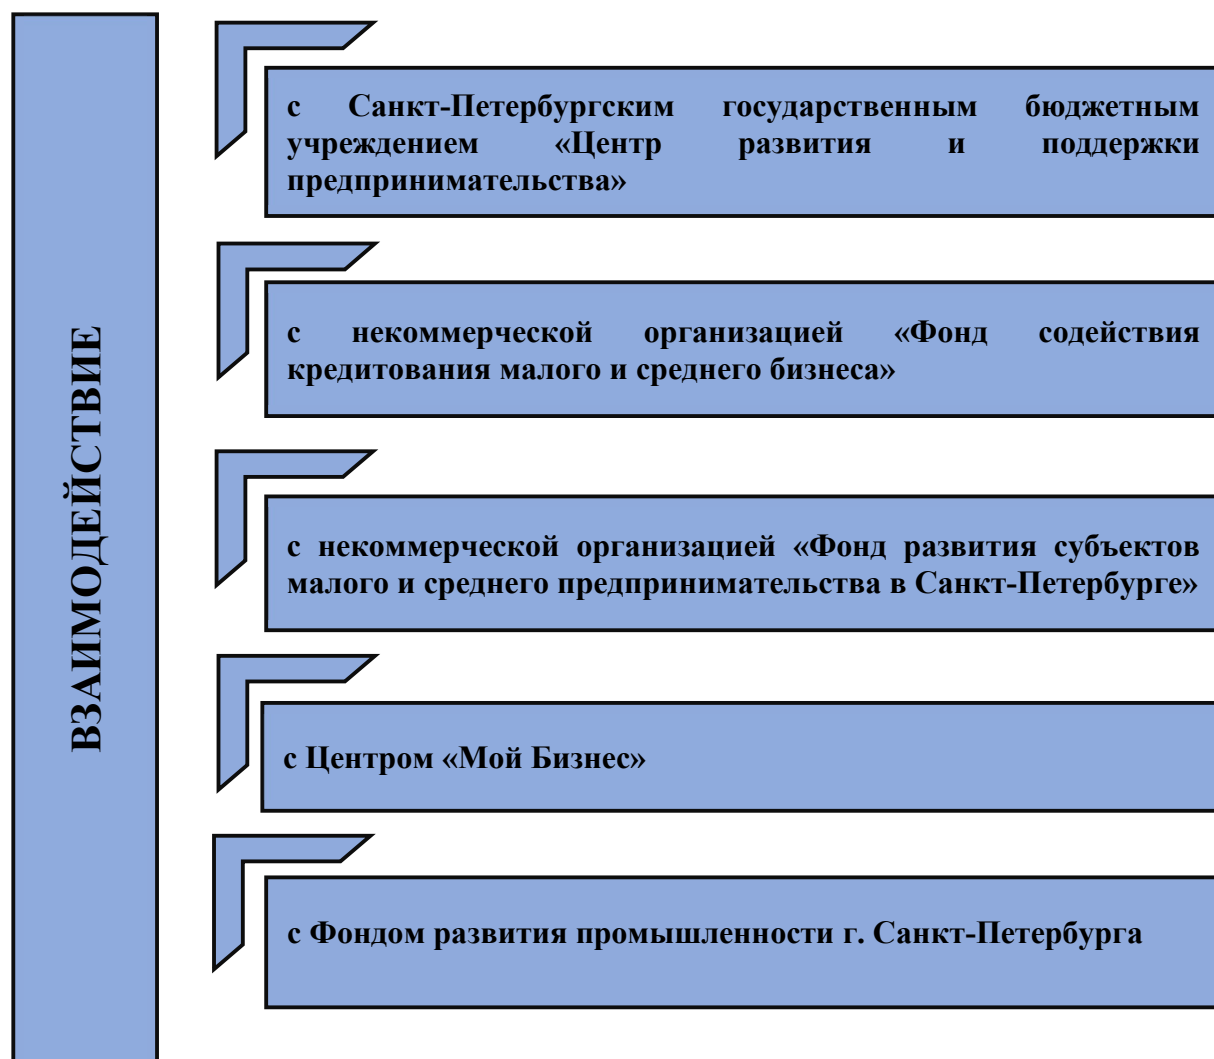 ВЗАИМОДЕЙСТВИЕ
с Санкт-Петербургским государственным бюджетным
учреждением «Центр развития и поддержки
предпринимательства»
с некоммерческой организацией «Фонд содействия
кредитования малого и среднего бизнеса»
с некоммерческой организацией «Фонд развития субъектов
малого и среднего предпринимательства в Санкт-Петербурге»
с Центром «Мой Бизнес»
с Фондом развития промышленности г. Санкт-Петербурга